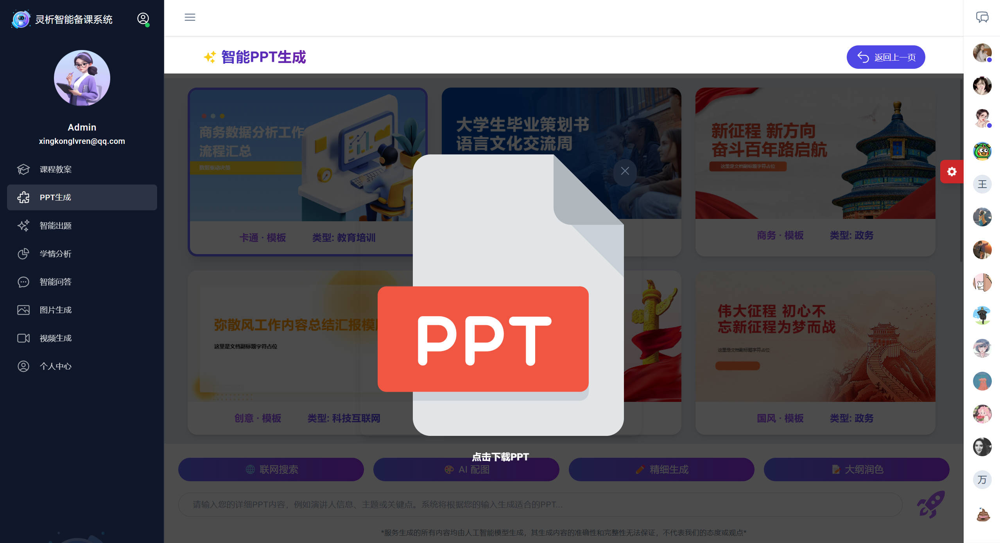 灵析智能备课系统
Admin
xingkonglvren@qq.com
课程教案
PPT生成
智能出题
学情分析
智能问答
图片生成
视频生成
个人中心
智能PPT生成
返回上一页
商务数据分析工作
流程汇总
数据驱动决策
卡通 · 模板
类型: 教育培训
大学生毕业策划书
语言文化交流周
新征程 新方向
奋斗百年路启航
这里是文档副标题字符占位
商务 · 模板
类型: 政务
弥散风工作内容总结汇报模
这里是文档副标题字符占位
创意 · 模板
类型: 科技互联网
伟大征程 初心不
忘新征程为梦而战
这里是文档副标题字符占位
国风 · 模板
类型: 政务
PPT
点击下载PPT
联网搜索
AI 配图
精细生成
大纲润色
请输入您的详细PPT内容，例如演讲人信息、主题或关键点。系统将根据您的输入生成适合的PPT...
*服务生成的所有内容均由人工智能模型生成，其生成内容的准确性和完整性无法保证，不代表我们的态度或观点*
王
万